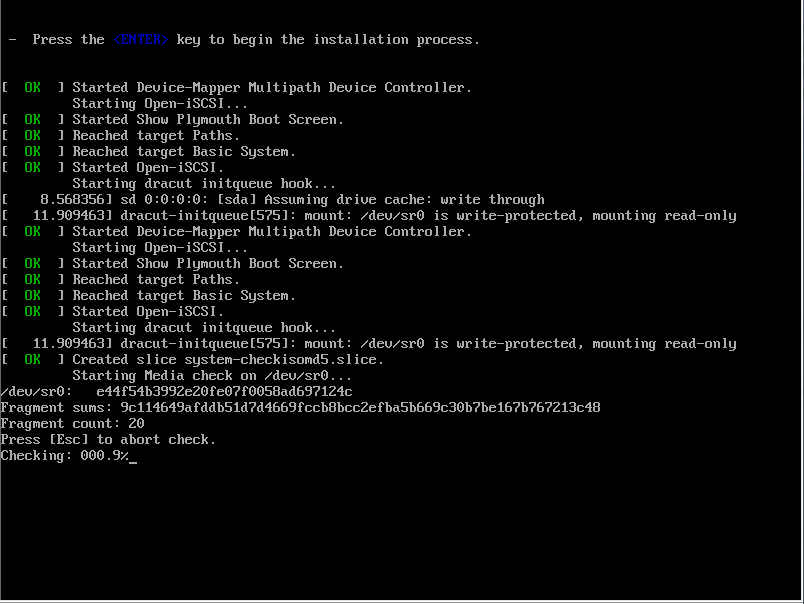 -  Press the <ENTER> key to begin the installation process.
[  OK  ] Started Device-Mapper Multipath Device Controller.
Starting Open-iSCSI...
[  OK  ] Started Show Plymouth Boot Screen.
[  OK  ] Reached target Paths.
[  OK  ] Reached target Basic System.
[  OK  ] Started Open-iSCSI.
Starting dracut initqueue hook...
[    8.568356] sd 0:0:0:0: [sda] Assuming drive cache: write through
[   11.909463] dracut-initqueue[575]: mount: /dev/sr0 is write-protected, mounting read-only
[  OK  ] Started Device-Mapper Multipath Device Controller.
Starting Open-iSCSI...
[  OK  ] Started Show Plymouth Boot Screen.
[  OK  ] Reached target Paths.
[  OK  ] Reached target Basic System.
[  OK  ] Started Open-iSCSI.
Starting dracut initqueue hook...
[   11.909463] dracut-initqueue[575]: mount: /dev/sr0 is write-protected, mounting read-only
[  OK  ] Created slice system-checkisomd5.slice.
Starting Media check on /dev/sr0...
/dev/sr0:   e44f54b3992e20fe07f0058ad697124c
Fragment sums: 9c114649afddb51d7d4669fccb8bcc2efba5b669c30b7be167b767213c48
Fragment count: 20
Press [Esc] to abort check.
Checking: 000.9%_